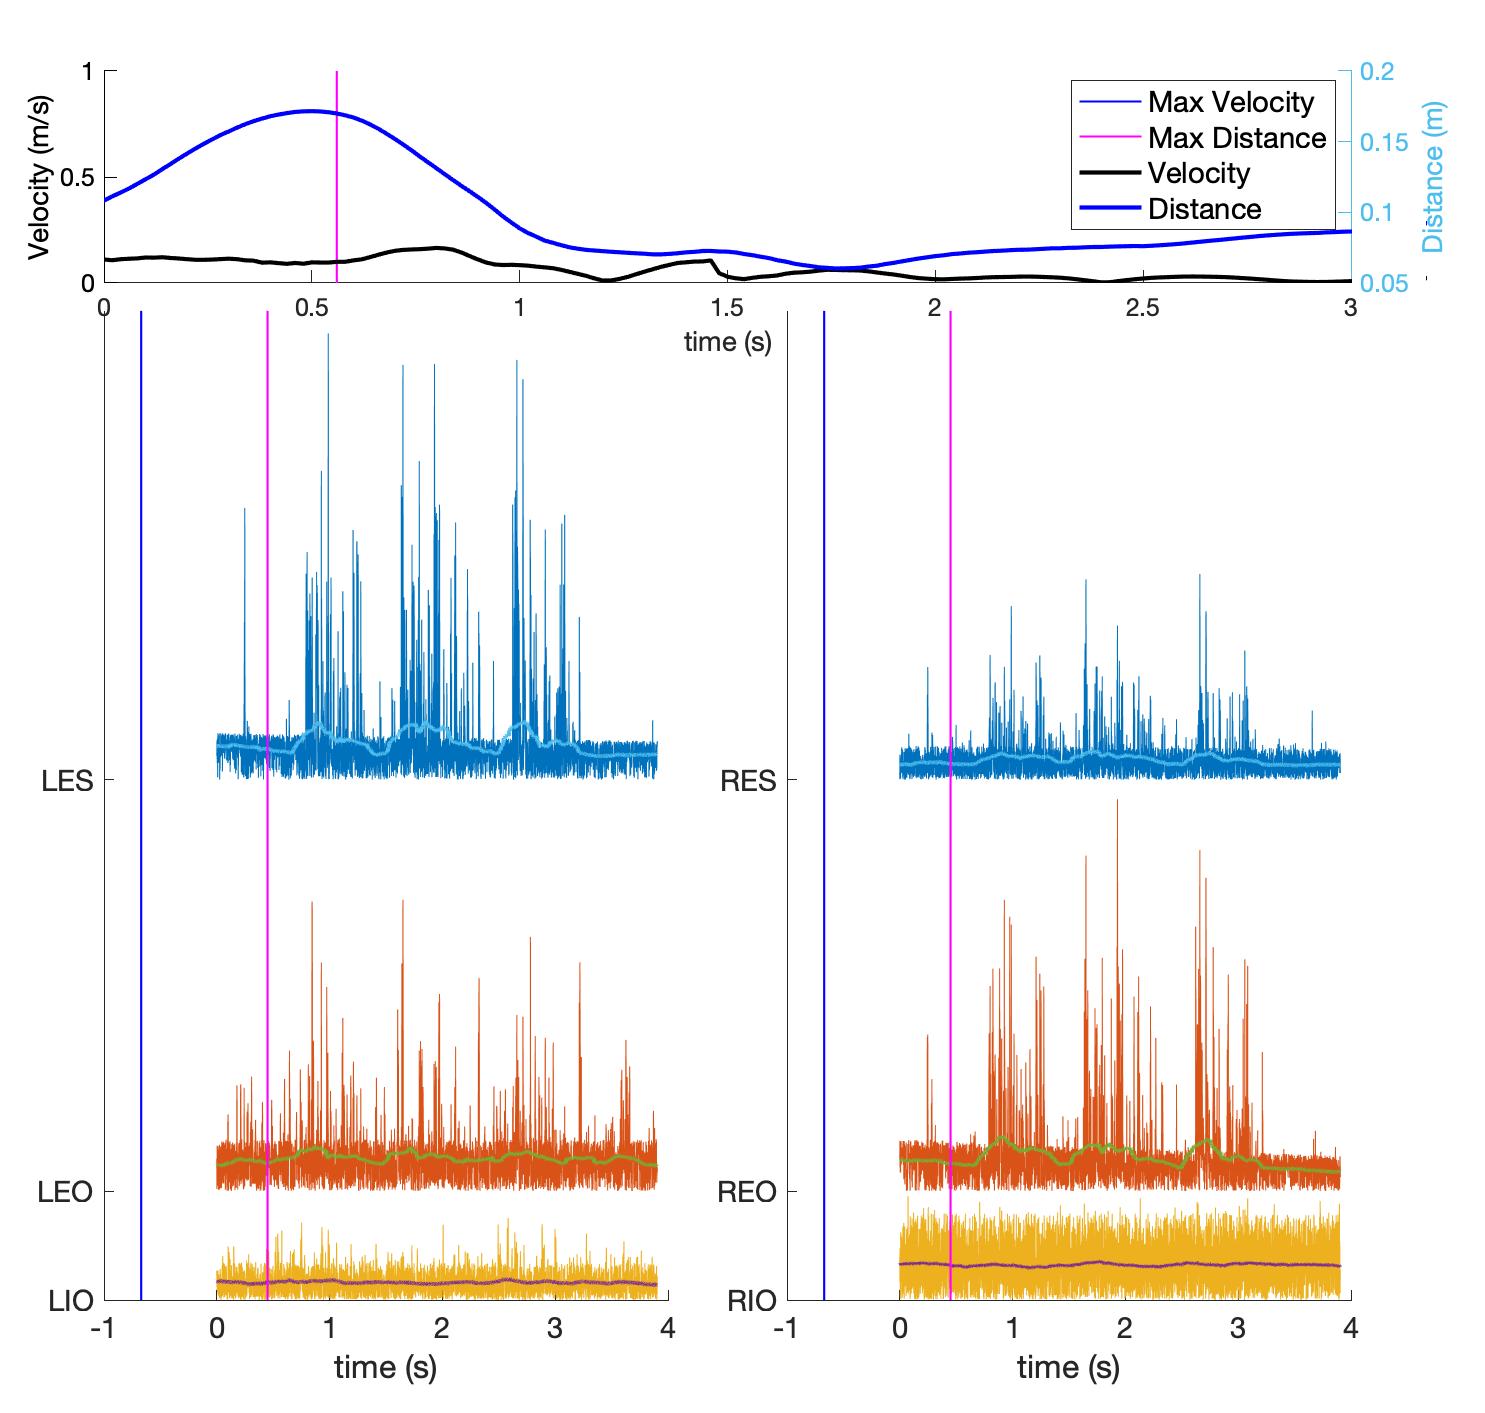 1
0.5
0
Velocity (m/s)
0.2
0.15
0.1
0.05
Distance (m)
Max Velocity
Max Distance
Velocity
Distance
0 0.5 1 1.5 2 2.5 3
time (s)
LES
LEO
LIO
-1 0 1 2 3 4
time (s)
RES
REO
RIO
-1 0 1 2 3 4
time (s)